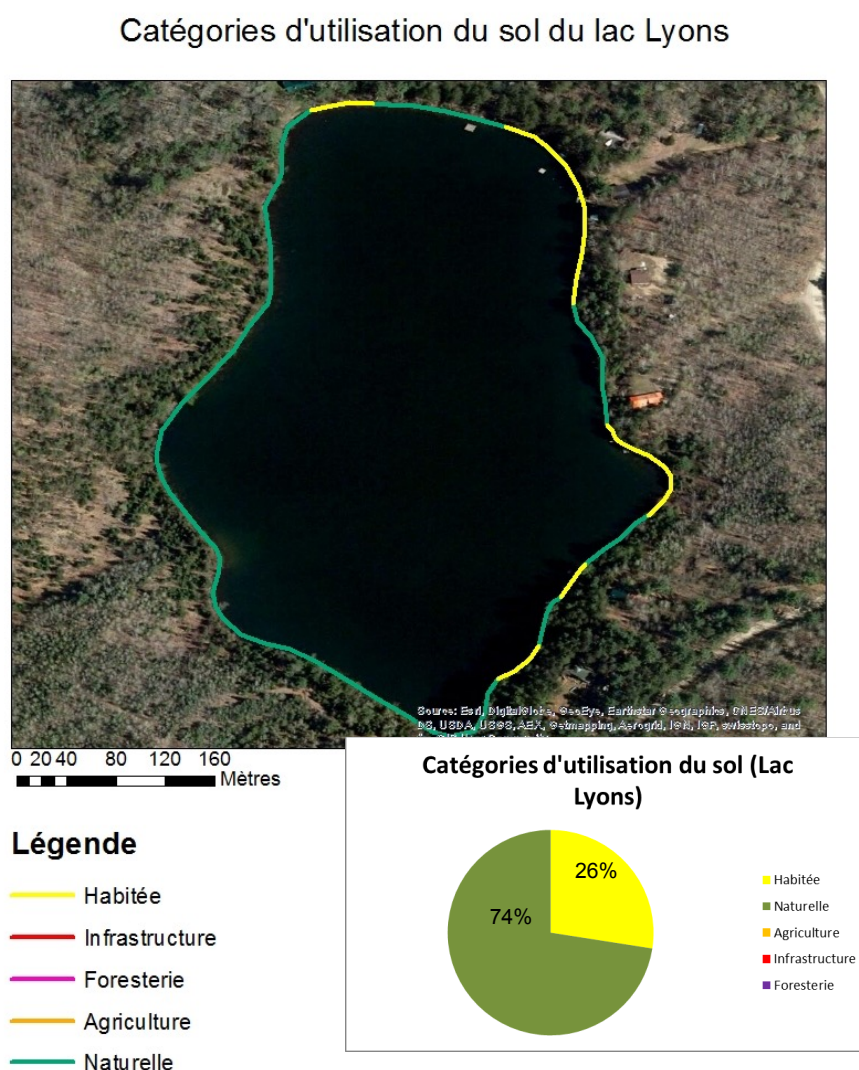 Catégories d'utilisation du sol du lac Lyons
Source: Esri, DigitalGlobe, GeoEye, Earthstar Geographics, CNES/Airbus
DS, USDA, USGS, AEX, Getmapping, Aerogrid, IGN, IGP, swisstopo, and
0 20 40 80 120 160
Mètres
Légende
Habitée
Infrastructure
Foresterie
Agriculture
Naturelle
Catégories d'utilisation du sol (Lac
Lyons)
26%
74%
Habitée
Naturelle
Agriculture
Infrastructure
Foresterie